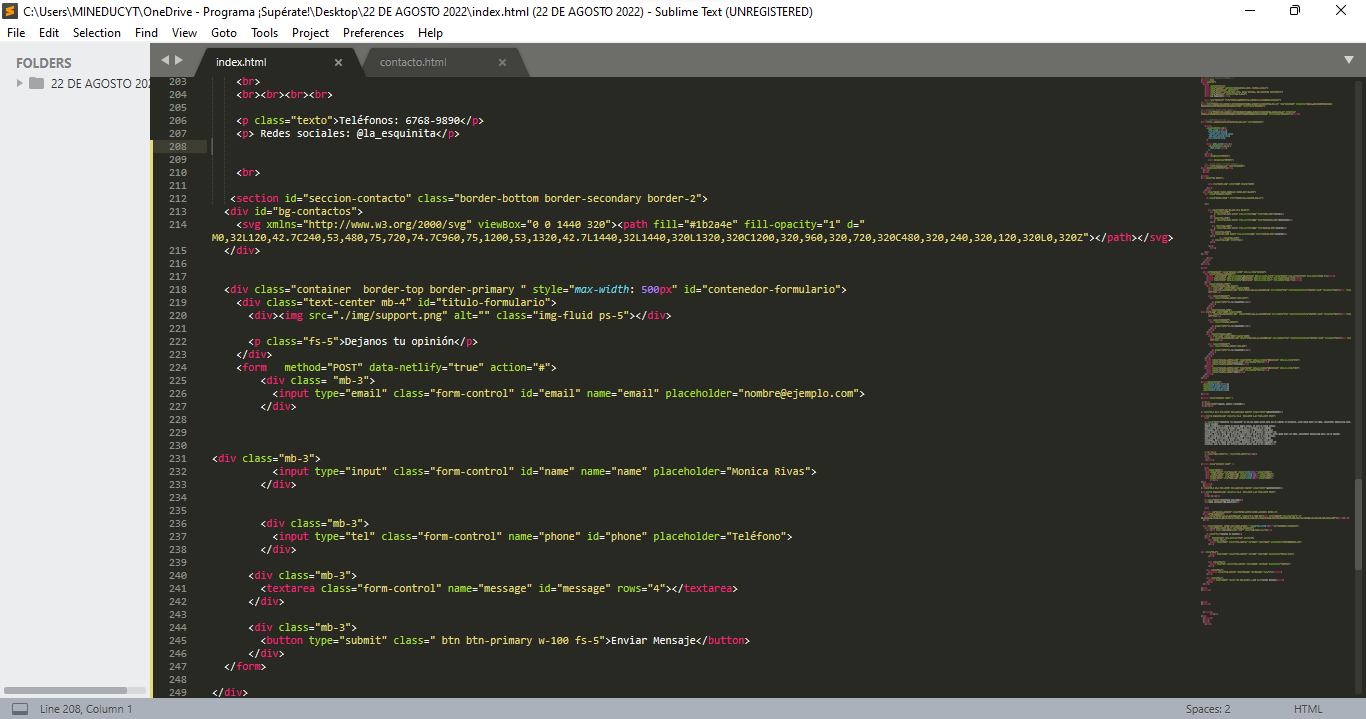 C:\Users\MINEDUCYT\OneDrive - Programa ¡Supérate!\Desktop\22 DE AGOSTO 2022\index.html (22 DE AGOSTO 2022) - Sublime Text (UNREGISTERED)
File Edit Selection Find View Goto Tools Project Preferences Help
FOLDERS
22 DE AGOSTO 20
index.html
contacto.html
203 <br>
204 <br><br><br><br>
205
206 <p class="texto">Teléfonos: 6768-9890</p>
207 <p> Redes sociales: @la_esquinita</p>
208
209
210 <br>
211
212 <section id="seccion-contacto" class="border-bottom border-secondary border-2">
213 <div id="bg-contactos">
214 <svg xmlns="http://www.w3.org/2000/svg" viewBox="0 0 1440 320"><path fill="#1b2a4e" fill-opacity="1" d="
M0,32L120,42.7C240,53,480,75,720,74.7C960,75,1200,53,1320,42.7L1440,32L1440,320L1320,320C1200,320,960,320,720,320C480,320,240,320,120,320L0,320Z"></path></svg>
215 </div>
216
217
218 <div class="container  border-top border-primary " style="max-width: 500px" id="contenedor-formulario">
219 <div class="text-center mb-4" id="titulo-formulario">
220 <div><img src="./img/support.png" alt="" class="img-fluid ps-5"></div>
221
222 <p class="fs-5">Dejanos tu opinión</p>
223 </div>
224 <form   method="POST" data-netlify="true" action="#">
225 <div class= "mb-3">
226 <input type="email" class="form-control" id="email" name="email" placeholder="nombre@ejemplo.com">
227 </div>
228
229
230
231 <div class="mb-3">
232 <input type="input" class="form-control" id="name" name="name" placeholder="Monica Rivas">
233 </div>
234
235
236 <div class="mb-3">
237 <input type="tel" class="form-control" name="phone" id="phone" placeholder="Teléfono">
238 </div>
239
240 <div class="mb-3">
241 <textarea class="form-control" name="message" id="message" rows="4"></textarea>
242 </div>
243
244 <div class="mb-3">
245 <button type="submit" class=" btn btn-primary w-100 fs-5">Enviar Mensaje</button>
246 </div>
247 </form>
248
249 </div>
Line 208, Column 1
Spaces: 2
HTML